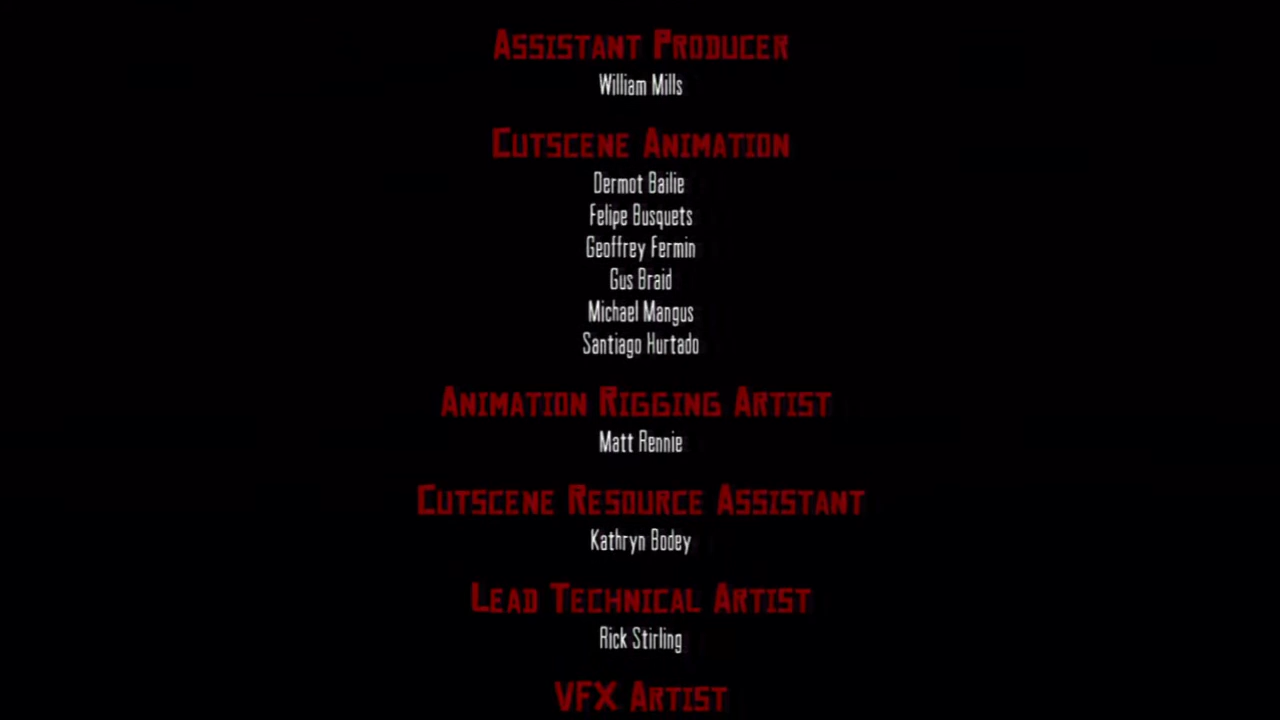 Assistant Producer
William Mills
Cutscene Animation
Dermot Bailie
Felipe Busquets
Geoffrey Fermin
Gus Braid
Michael Mangus
Santiago Hurtado
Animation Rigging Artist
Matt Rennie
Cutscene Resource Assistant
Kathryn Bodey
Lead Technical Artist
Rick Stirling
VFX Artist